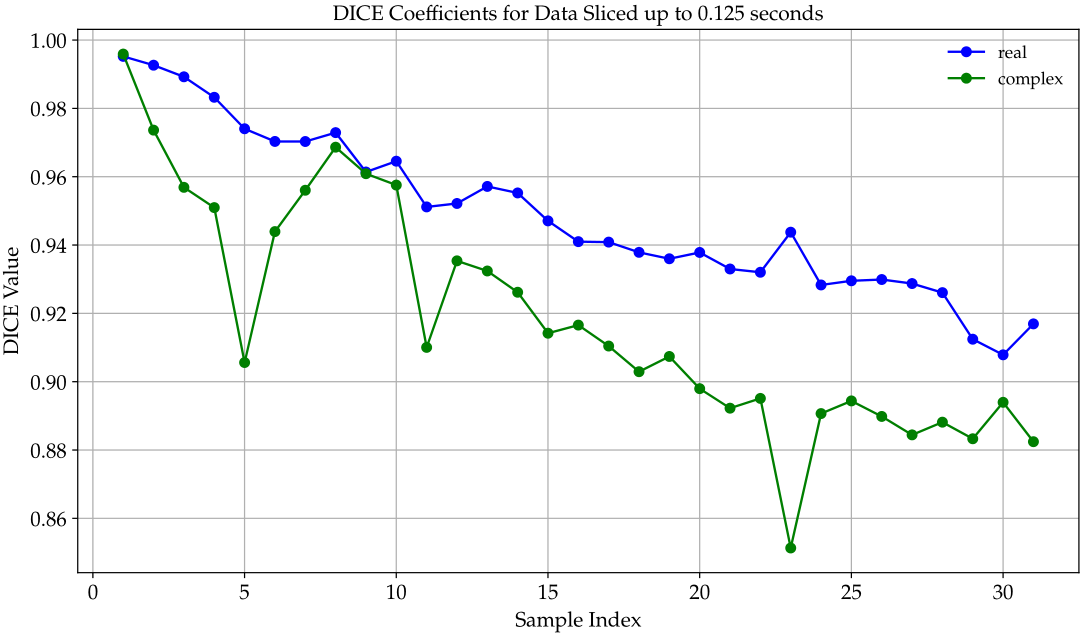 DICE Coefficients for Data Sliced up to 0.125 seconds
real
complex
1.00
0.98
0.96
0.94
0.92
0.90
0.88
0.86
DICE Value
0 5 10 15 20 25 30
Sample Index